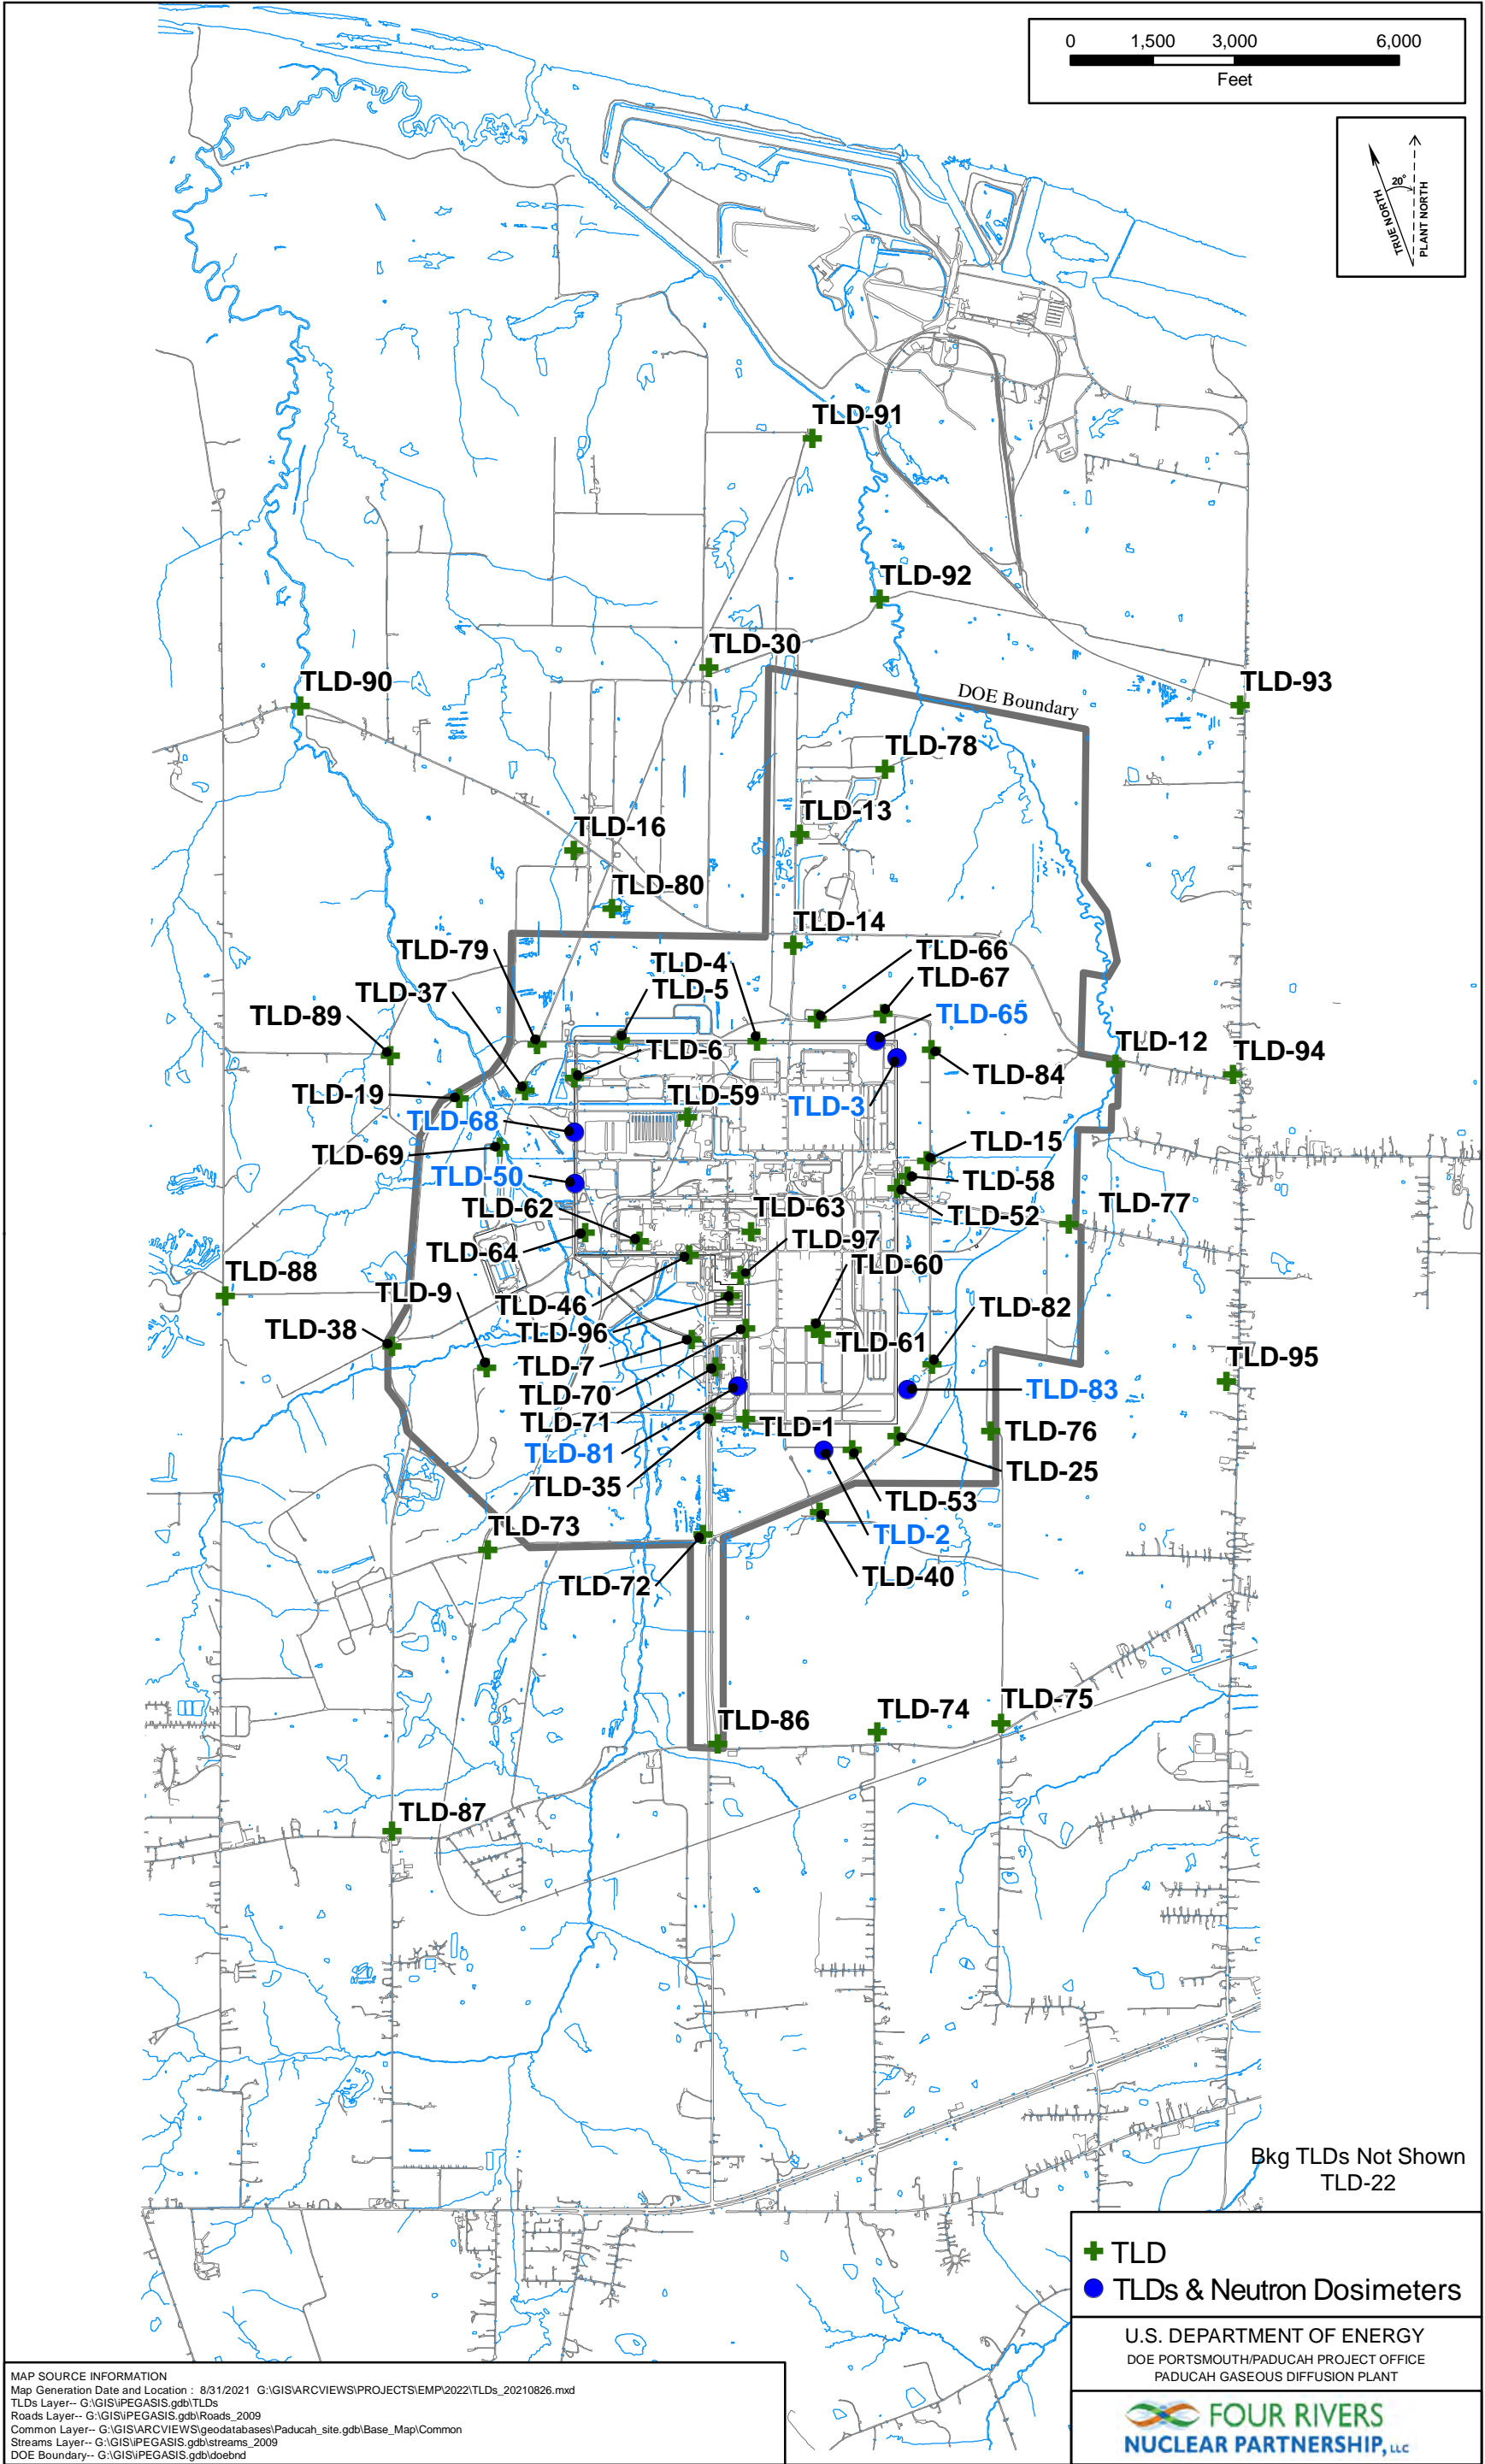 0 1,500 3,000 6,000
Feet
TRUE NORTH
20°
PLANT NORTH
TLD-91
TLD-92
TLD-30
TLD-90
TLD-93
DOE Boundary
TLD-78
TLD-13
TLD-16
TLD-80
TLD-14
TLD-79
TLD-4
TLD-66
TLD-5
TLD-67
TLD-37
TLD-89
TLD-65
TLD-6
TLD-12
TLD-94
TLD-84
TLD-19
TLD-59
TLD-3
TLD-68
TLD-69
TLD-15
TLD-50
TLD-58
TLD-62
TLD-63
TLD-52
TLD-77
TLD-64
TLD-97
TLD-60
TLD-88
TLD-9
TLD-46
TLD-82
TLD-38
TLD-96
TLD-61
TLD-7
TLD-95
TLD-70
TLD-83
TLD-71
TLD-1
TLD-76
TLD-81
TLD-25
TLD-35
TLD-53
TLD-73
TLD-2
TLD-72
TLD-40
TLD-86
TLD-74
TLD-75
TLD-87
Bkg TLDs Not Shown
TLD-22
TLD
TLDs & Neutron Dosimeters
U.S. DEPARTMENT OF ENERGY
DOE PORTSMOUTH/PADUCAH PROJECT OFFICE
PADUCAH GASEOUS DIFFUSION PLANT
FOUR RIVERS
NUCLEAR PARTNERSHIP, LLC
MAP SOURCE INFORMATION
Map Generation Date and Location : 8/31/2021 G:\GIS\ARCVIEWS\PROJECTS\EMP\2022\TLDs_20210826.mxd
TLDs Layer-- G:\GIS\iPEGASIS.gdb\TLDs
Roads Layer-- G:\GIS\iPEGASIS.gdb\Roads_2009
Common Layer-- G:\GIS\ARCVIEWS\geodatabases\Paducah_site.gdb\Base_Map\Common
Streams Layer-- G:\GIS\iPEGASIS.gdb\streams_2009
DOE Boundary-- G:\GIS\iPEGASIS.gdb\doebnd